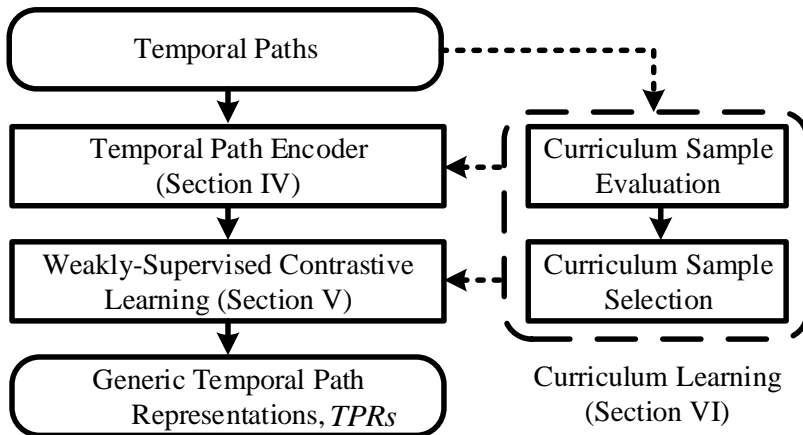 Temporal Paths
Temporal Path Encoder
(Section IV)
Weakly-Supervised Contrastive
Learning (Section V)
Generic Temporal Path
Representations, TPRs
Curriculum Sample
Evaluation
Curriculum Sample
Selection
Curriculum Learning
(Section VI)